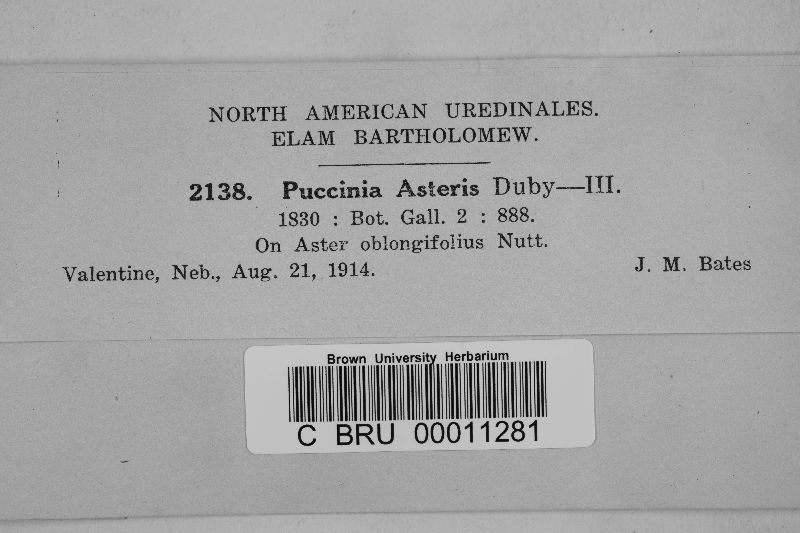 NORTH AMERICAN UREDINALES.
ELAM BARTHOLOMEW.
2138. Puccinia Asteris Duby—III.
1830 : Bot. Gall. 2 : 888.
On Aster oblongifolius Nutt.
Valentine, Neb., Aug. 21, 1914. J. M. Bates
Brown University Herbarium
C BRU 00011281